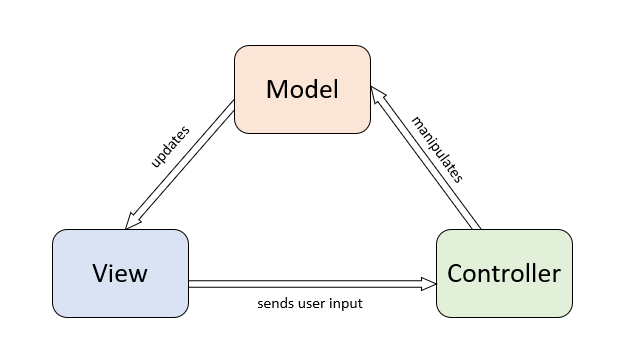 Model
updates
manipulates
View
Controller
sends user input